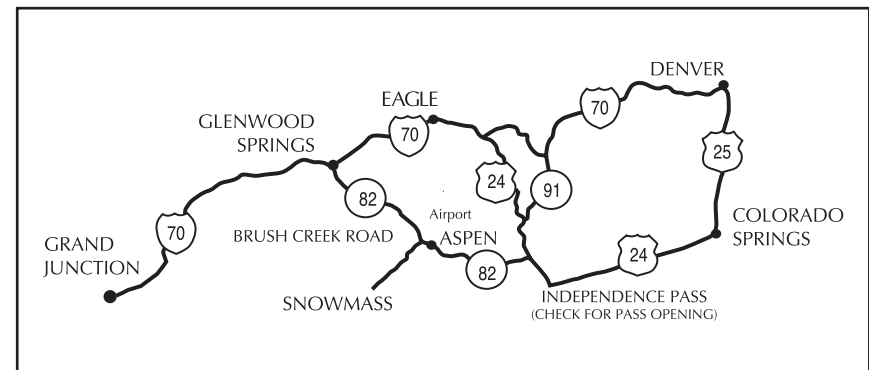 DENVER
EAGLE
70
GLENWOOD
SPRINGS
70
25
24
91
82
Airport
COLORADO
SPRINGS
70
BRUSH CREEK ROAD
ASPEN
GRAND
JUNCTION
24
82
SNOWMASS
INDEPENDENCE PASS
(CHECK FOR PASS OPENING)